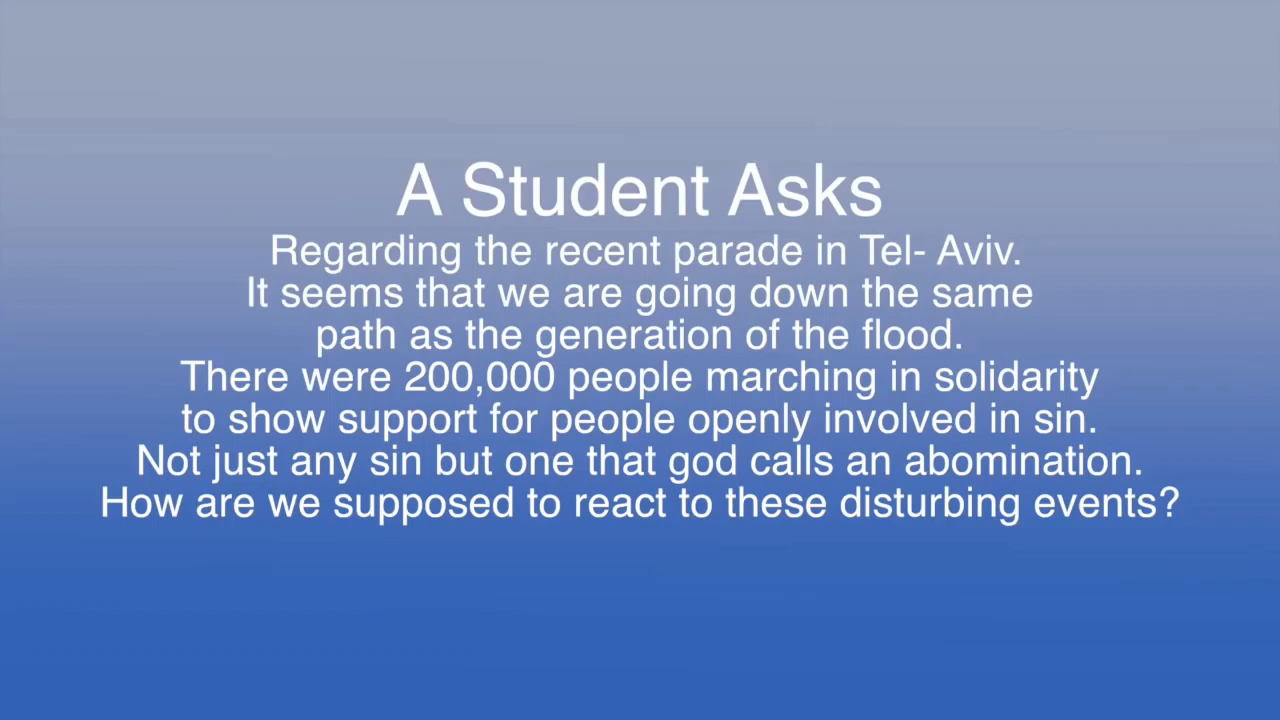 A Student Asks
Regarding the recent parade in Tel- Aviv.
It seems that we are going down the same
path as the generation of the flood.
There were 200,000 people marching in solidarity
to show support for people openly involved in sin.
Not just any sin but one that god calls an abomination.
How are we supposed to react to these disturbing events?